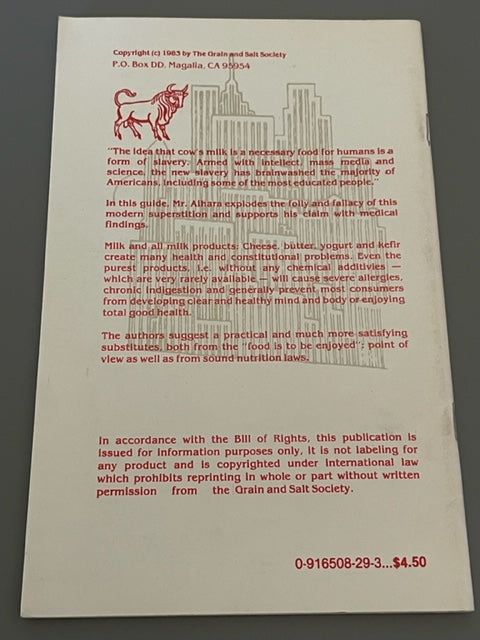 Copyright (c) 1983 by The Grain and Salt Society
P.O. Box DD, Magalia, CA 95954
"The idea that cow's milk is a necessary food for humans is a
form of slavery. Armed with intellect, mass media and
science, the new slavery has brainwashed the majority of
Americans, including some of the most educated people."
In this guide, Mr. Aihara explodes the folly and fallacy of this
modern superstition and supports his claim with medical
findings.
Milk and all milk products: Cheese, butter, yogurt and kefir
create many health and constitutional problems. Even the
purest products, i.e. without any chemical additivies —
which are very rarely available — will cause severe allergies,
chronic indigestion and generally prevent most consumers
from developing clear and healthy mind and body or enjoying
total good health.
The authors suggest a practical and much more satisfying
substitutes, both from the "food is to be enjoyed"; point of
view as well as from sound nutrition laws.
In accordance with the Bill of Rights, this publication is
issued for information purposes only, it is not labeling for
any product and is copyrighted under international law
which prohibits reprinting in whole or part without written
permission from the Grain and Salt Society.
0-916508-29-3...$4.50